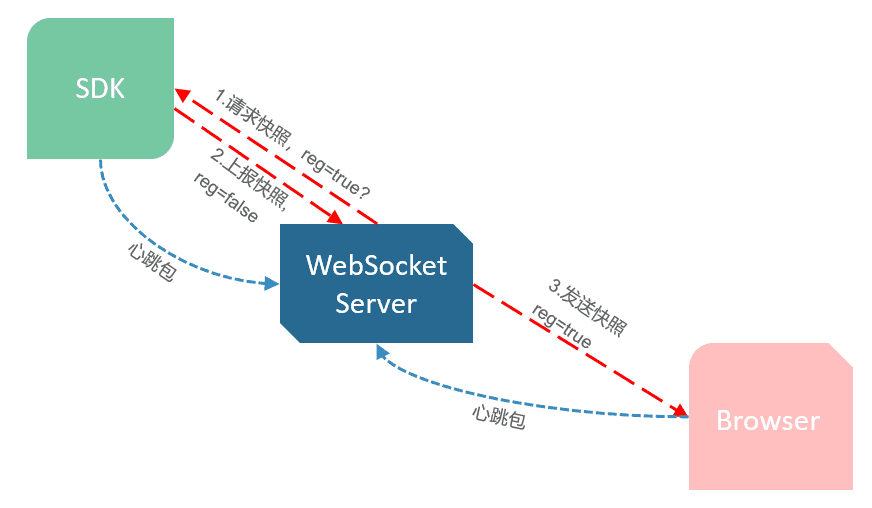 SDK
1.请求快照，reg=true?
2.上报快照,
reg=false
心跳包
WebSocket
Server
3.发送快照
reg=true
心跳包
Browser